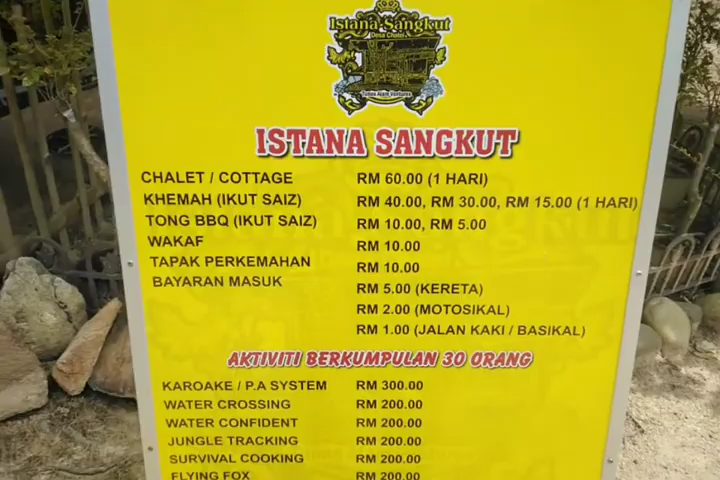 Istana Sangkut
Desa Chalet
ISTANA SANGKUT
CHALET / COTTAGE RM 60.00 (1 HARI)
KHEMAH (IKUT SAIZ) RM 40.00, RM 30.00, RM 15.00 (1 HARI)
TONG BBQ (IKUT SAIZ) RM 10.00, RM 5.00
WAKAF RM 10.00
TAPAK PERKEMAHAN RM 10.00
BAYARAN MASUK RM 5.00 (KERETA)
RM 2.00 (MOTOSIKAL)
RM 1.00 (JALAN KAKI / BASIKAL)
AKTIVITI BERKUMPULAN 30 ORANG
KAROAKE / P.A SYSTEM RM 300.00
WATER CROSSING RM 200.00
WATER CONFIDENT RM 200.00
JUNGLE TRACKING RM 200.00
SURVIVAL COOKING RM 200.00
FLYING FOX RM 200.00